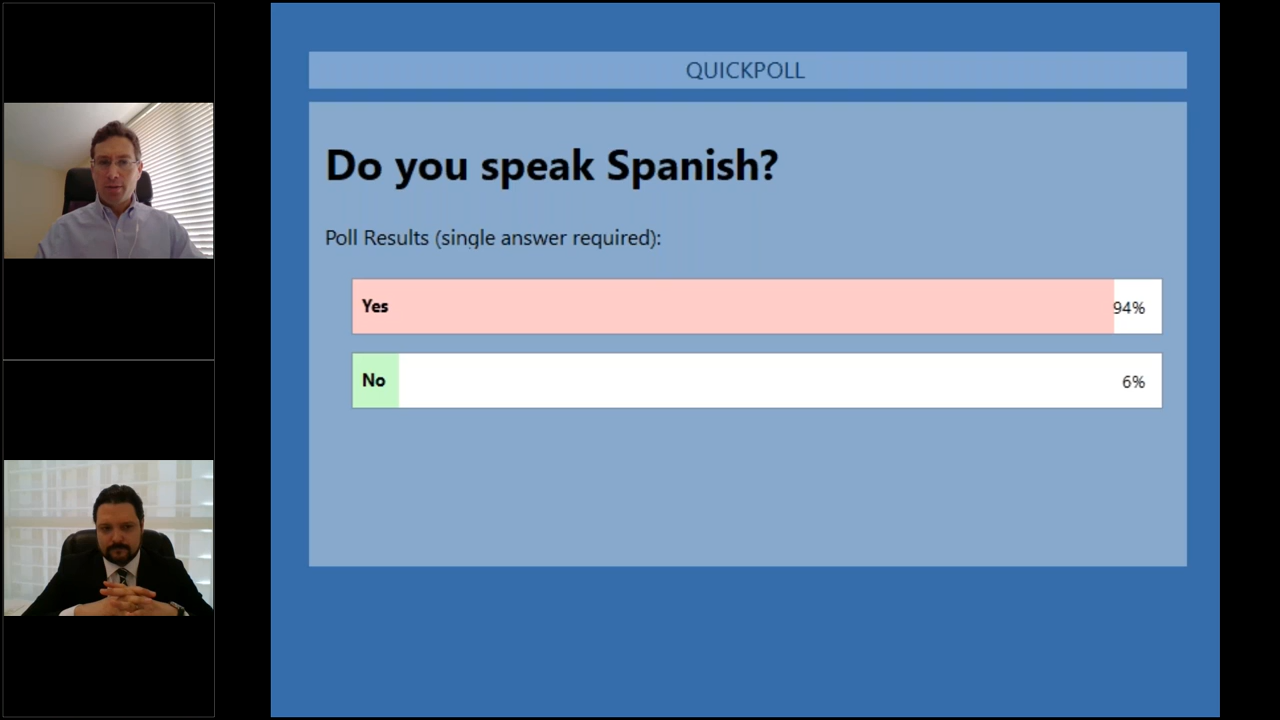 QUICKPOLL
Do you speak Spanish?
Poll Results (single answer required):
Yes 94%
No 6%